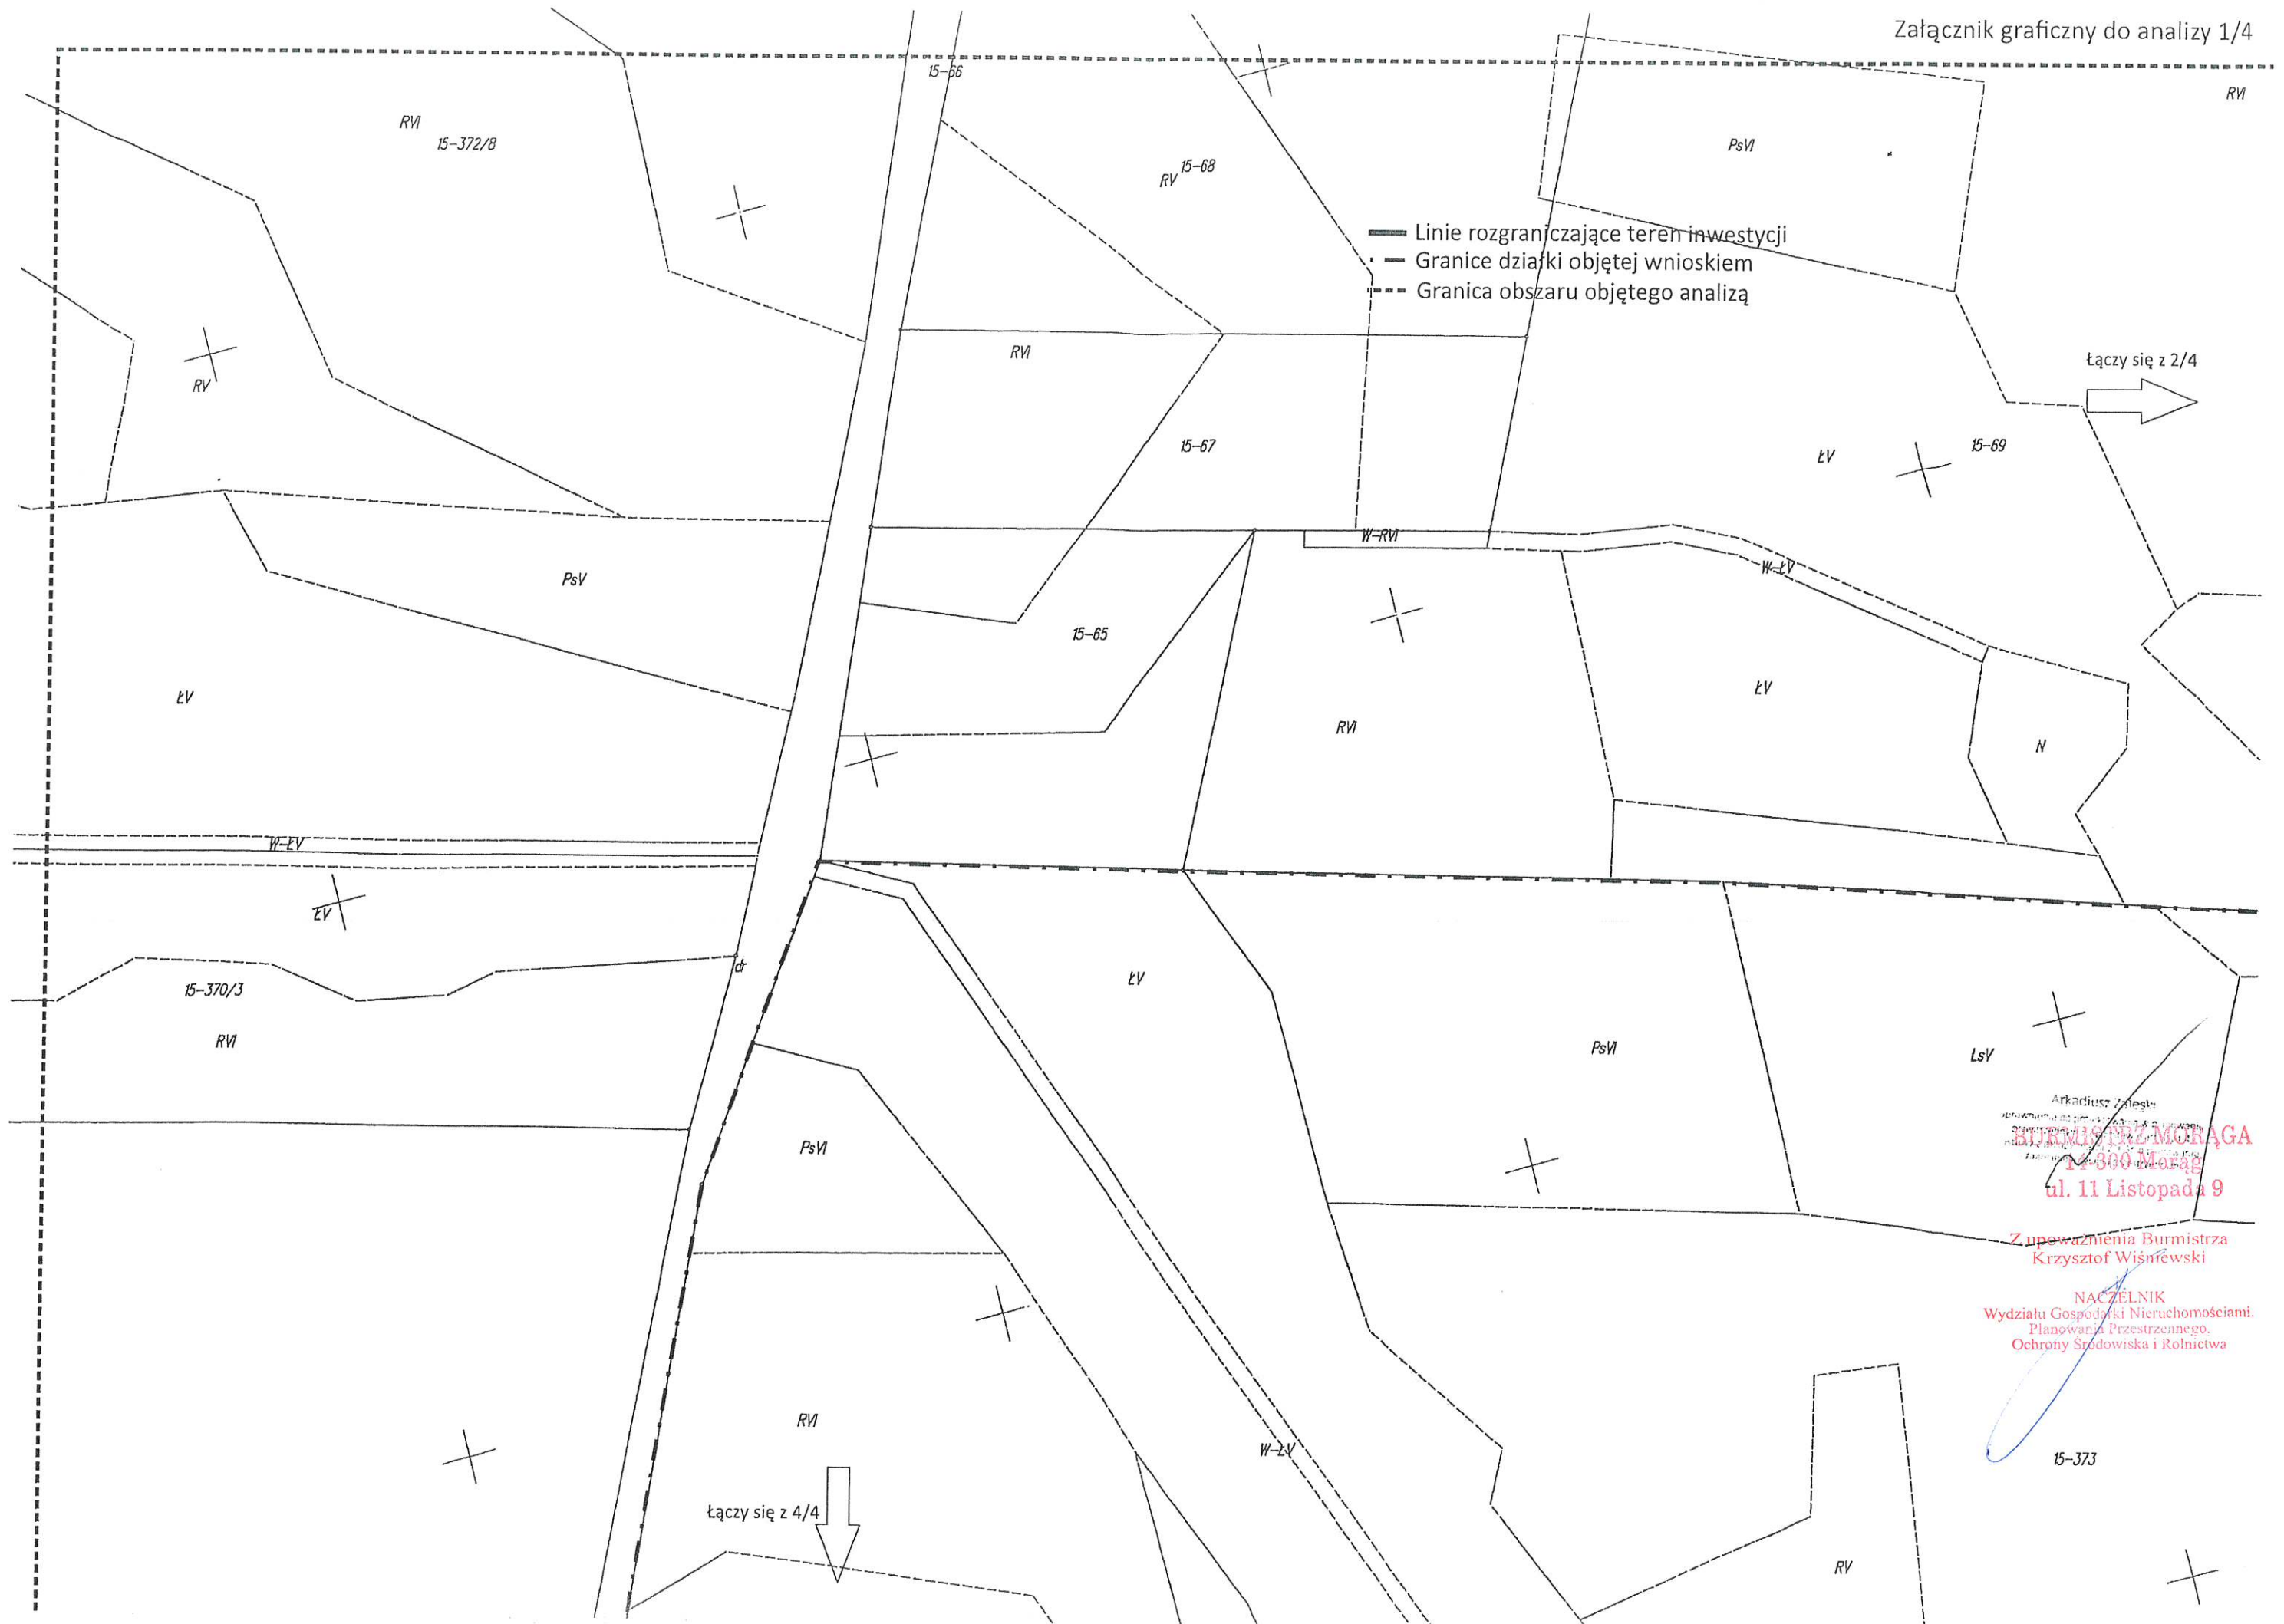 Załącznik graficzny do analizy 1/4
15-66
RVI
RVI
15-372/8
PsVI
RV 15-68
Linie rozgraniczające teren inwestycji
Granice działki objętej wnioskiem
Granica obszaru objętego analizą
RVI
Łączy się z 2/4
RV
15-67
ŁV
15-69
W-RVI
W-ŁV
PsV
15-65
ŁV
ŁV
RVI
N
W-ŁV
ŁV
dr
ŁV
15-370/3
RVI
PsVI
LsV
Arkadiusz
BURMISTRZ MORĄGA
14-300 Morąg
ul. 11 Listopada 9
PsVI
Z upoważnienia Burmistrza
Krzysztof Wiśniewski
NACZELNIK
Wydziału Gospodarki Nieruchomościami.
Planowania Przestrzennego.
Ochrony Środowiska i Rolnictwa
RVI
W-ŁV
15-373
Łączy się z 4/4
RV